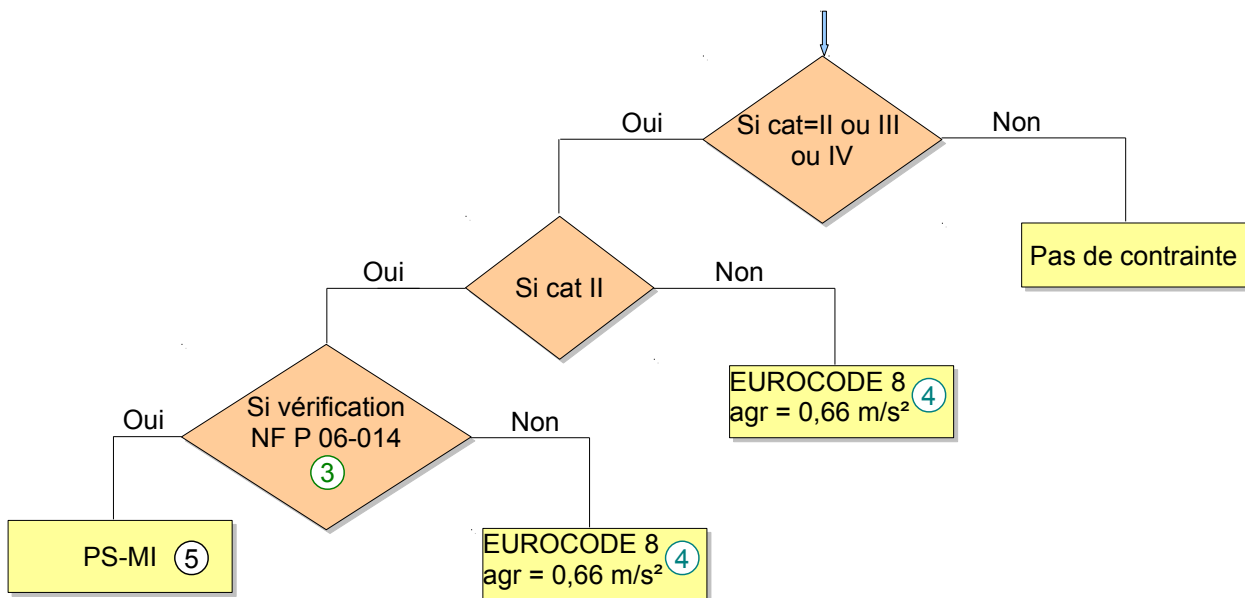 Si cat=II ou III
ou IV
Oui
Non
Pas de contrainte
Si cat II
Oui
Non
EUROCODE 8
agr = 0,66 m/s²
4
Si vérification
NF P 06-014
3
Oui
Non
PS-MI
5
EUROCODE 8
agr = 0,66 m/s²
4